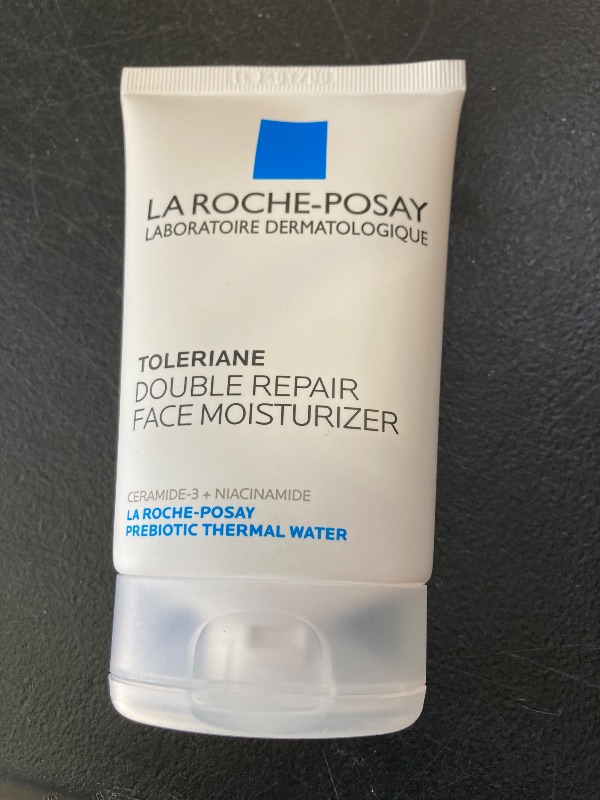 LA ROCHE-POSAY
LABORATOIRE DERMATOLOGIQUE
TOLERIANE
DOUBLE REPAIR
FACE MOISTURIZER
CERAMIDE-3 + NIACINAMIDE
LA ROCHE-POSAY
PREBIOTIC THERMAL WATER